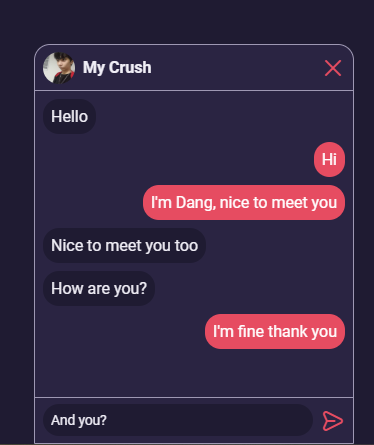 My Crush
Hello
Hi
I'm Dang, nice to meet you
Nice to meet you too
How are you?
I'm fine thank you
And you?